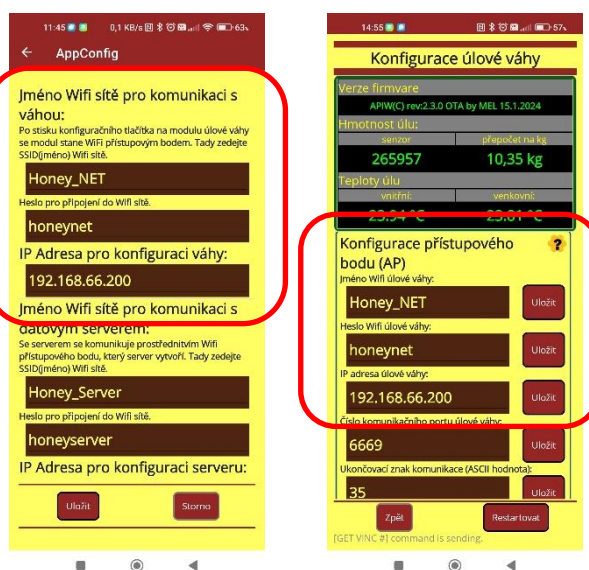 11:45
0,1 KB/s
63
AppConfig
Jméno Wifi sítě pro komunikaci s
váhou:
Po stisku konfiguračního tlačítka na modulu úlové váhy
se modul stane WiFi přístupovým bodem. Tady zedejte
SSID(jméno) Wifi sítě.
Honey_NET
Heslo pro připojení do Wifi sítě.
honeynet
IP Adresa pro konfiguraci váhy:
192.168.66.200
Jméno Wifi sítě pro komunikaci s
datovým serverem:
Se serverem se komunikuje prostřednitvím Wifi
přístupového bodu, který server vytvoří. Tady zedejte
SSID(jméno) Wifi sítě.
Honey_Server
Heslo pro připojení do Wifi sítě.
honeyserver
IP Adresa pro konfiguraci serveru:
Uložit
Storno
14:55
57
Konfigurace úlové váhy
Verze firmvare
APIW(C) rev:2.3.0 OTA by MEL 15.1.2024
Hmotnost úlu:
senzor přepočet na kg
265957 10,35 kg
Teploty úlu
vnitřní: venkovní:
23.94 °C 23.81 °C
Konfigurace přístupového
bodu (AP)
?
Jméno Wifi úlové váhy:
Honey_NET Uložit
Heslo Wifi úlové váhy:
honeynet Uložit
IP adresa úlové váhy:
192.168.66.200 Uložit
Číslo komunikačního portu úlové váhy:
6669 Uložit
Ukončovací znak komunikace (ASCII hodnota):
35 Uložit
Zpět Restartovat
[GET VINC #] command is sending.